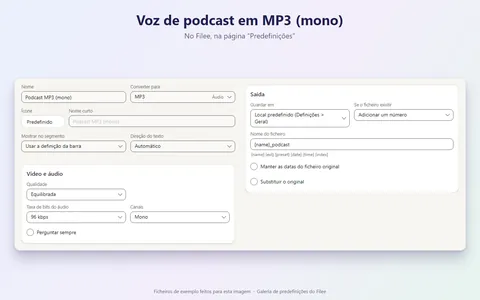 Voz de podcast em MP3 (mono)
No Filee, na página "Predefinições"
Nome
Podcast MP3 (mono)
Converter para
MP3
Áudio
Ícone
Predefinido
Nome curto
Podcast MP3 (mono)
Mostrar no segmento
Usar a definição da barra
Direção do texto
Automático
Vídeo e áudio
Qualidade
Equilibrada
Taxa de bits do áudio
96 kbps
Canais
Mono
Perguntar sempre
Saída
Guardar em
Local predefinido (Definições >
Geral)
Se o ficheiro existir
Adicionar um número
Nome do ficheiro
{name}_podcast
{name} {ext} {preset} {date} {time} {index}
Manter as datas do ficheiro original
Substituir o original
Ficheiros de exemplo feitos para esta imagem · Galeria de predefinições do Filee